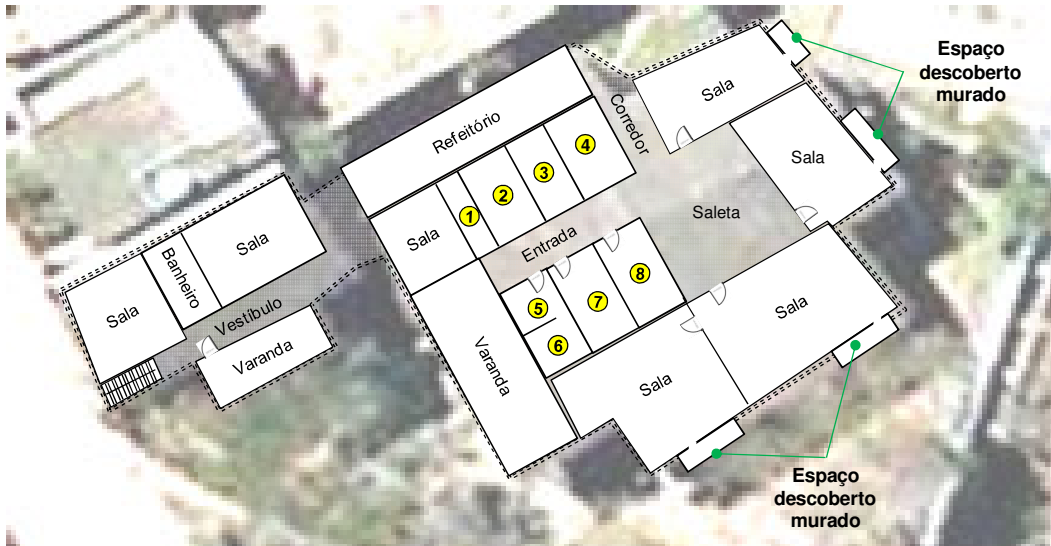 Espaço
descoberto
murado
Sala
Corredor
Refeitório
4
3
2
1
Sala
Sala
Saleta
Entrada
Sala
Banheiro
Sala
Vestíbulo
Varanda
Varanda
5
6
7
8
Sala
Sala
Espaço
descoberto
murado